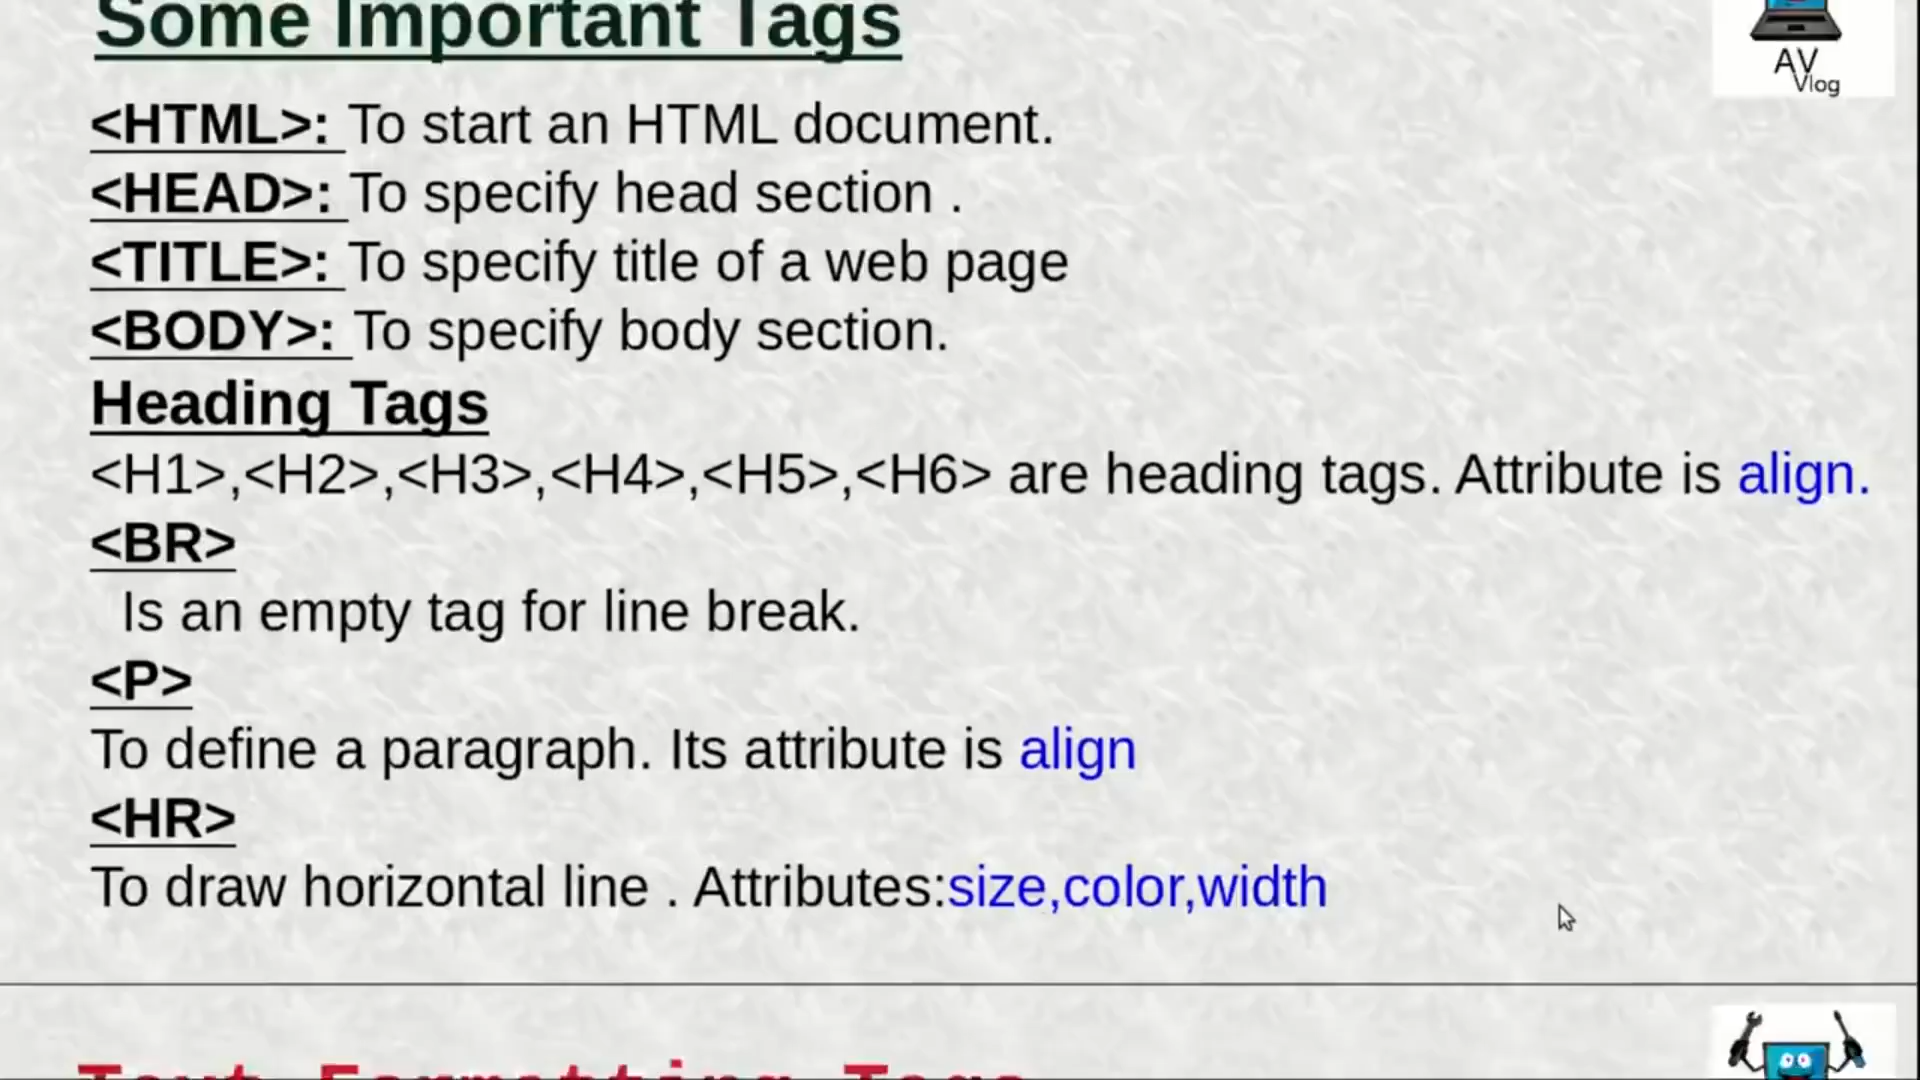 Some Important Tags
AV
Vlog
<HTML>: To start an HTML document.
<HEAD>: To specify head section .
<TITLE>: To specify title of a web page
<BODY>: To specify body section.
Heading Tags
<H1>,<H2>,<H3>,<H4>,<H5>,<H6> are heading tags. Attribute is align.
<BR>
Is an empty tag for line break.
<P>
To define a paragraph. Its attribute is align
<HR>
To draw horizontal line . Attributes:size,color,width
Text Formatting Tags